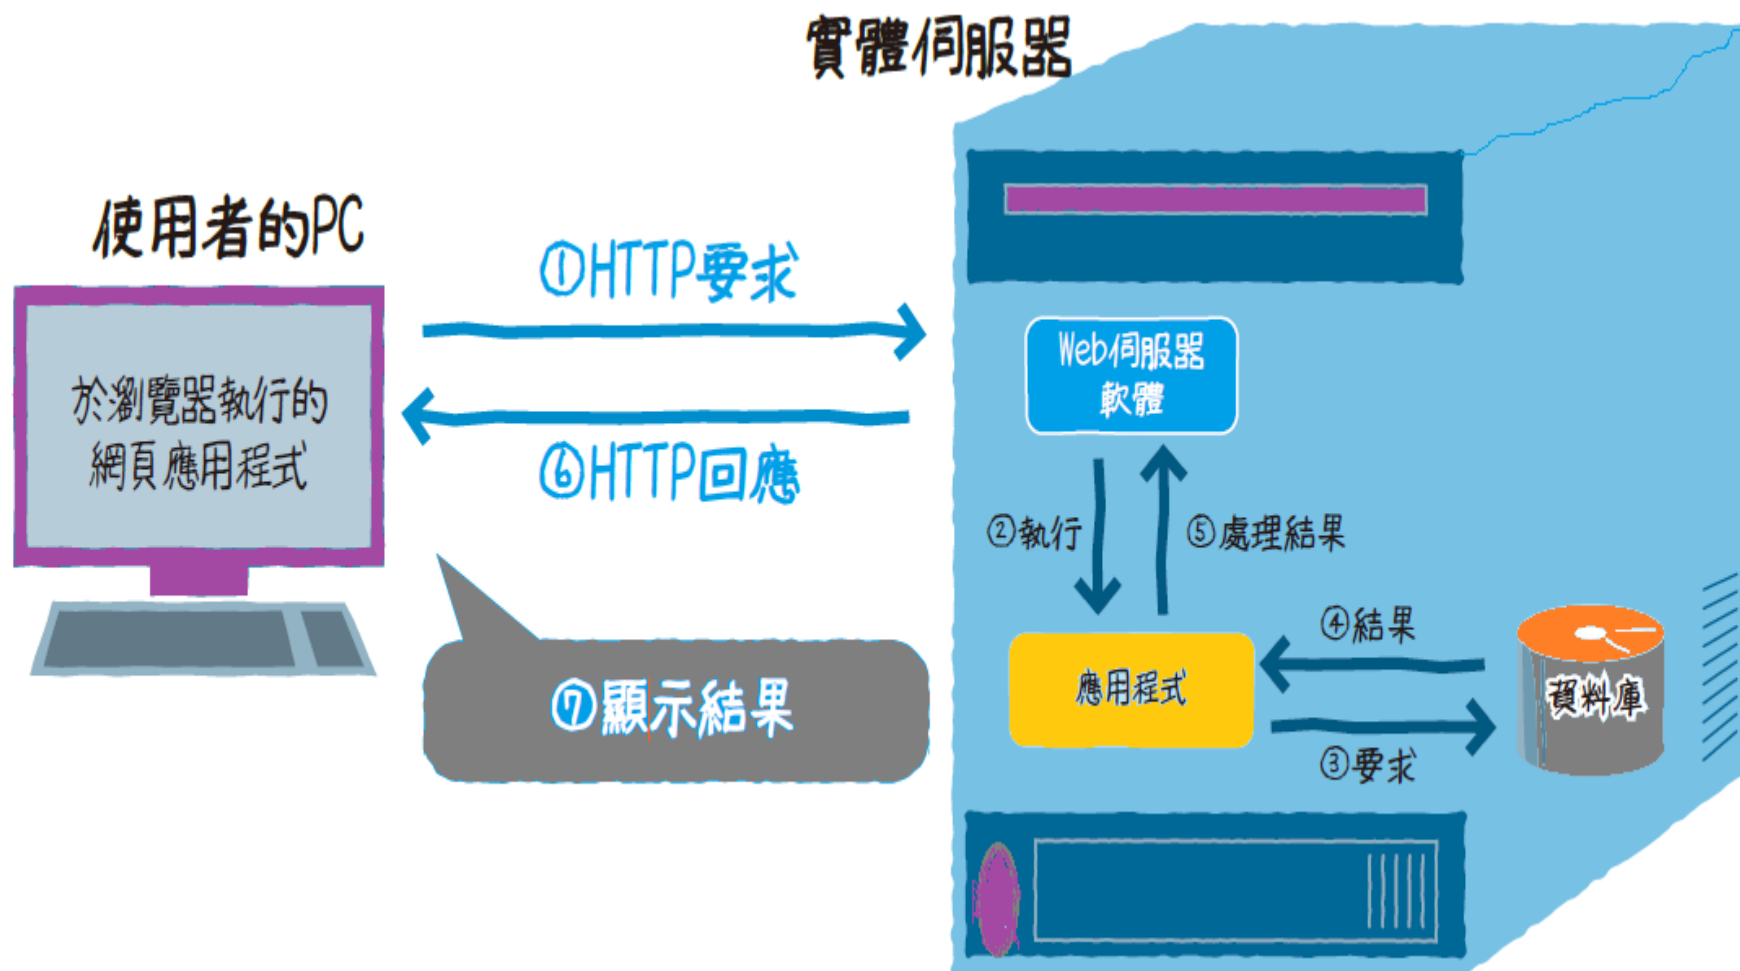 實體伺服器
使用者的PC
①HTTP要求
於瀏覽器執行的
網頁應用程式
Web伺服器
軟體
⑥HTTP回應
②執行
⑤處理結果
④結果
應用程式
資料庫
⑦顯示結果
③要求